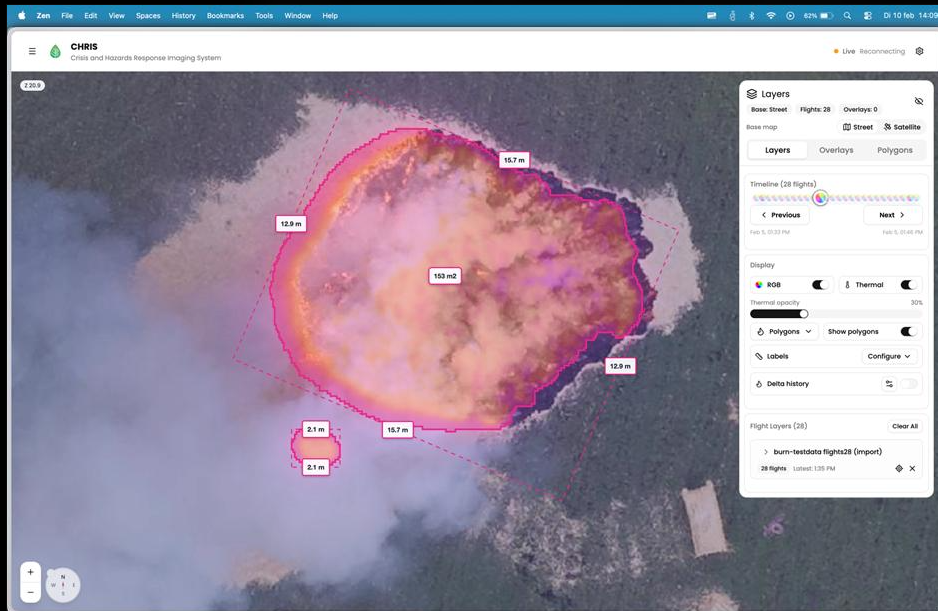 Zen File Edit View Spaces History Bookmarks Tools Window Help
62% Di 10 feb 14:09
CHRIS
Crisis and Hazards Response Imaging System
Live Reconnecting
Z 20.9
Layers
Base: Street Flights: 28 Overlays: 0
Base map Street Satellite
Layers Overlays Polygons
Timeline (28 flights)
Previous Next
Feb 5, 01:33 PM Feb 5, 01:46 PM
Display
RGB Thermal
Thermal opacity 30%
Polygons Show polygons
Labels Configure
Delta history
Flight Layers (28) Clear All
burn-testdata flights28 (import)
28 flights Latest: 1:35 PM
15.7 m
12.9 m
153 m2
12.9 m
15.7 m
2.1 m
2.1 m
+
−
N
W E
S